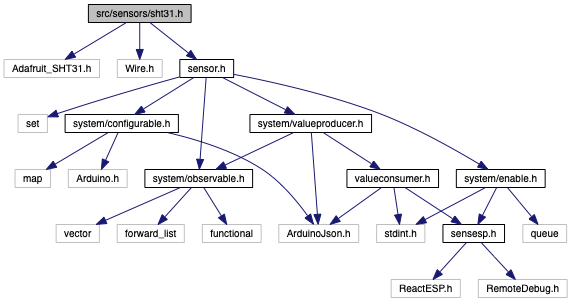 src/sensors/sht31.h
Adafruit_SHT31.h
Wire.h
sensor.h
set
system/configurable.h
system/valueproducer.h
map
Arduino.h
system/observable.h
valueconsumer.h
system/enable.h
vector
forward_list
functional
ArduinoJson.h
stdint.h
sensesp.h
queue
ReactESP.h
RemoteDebug.h